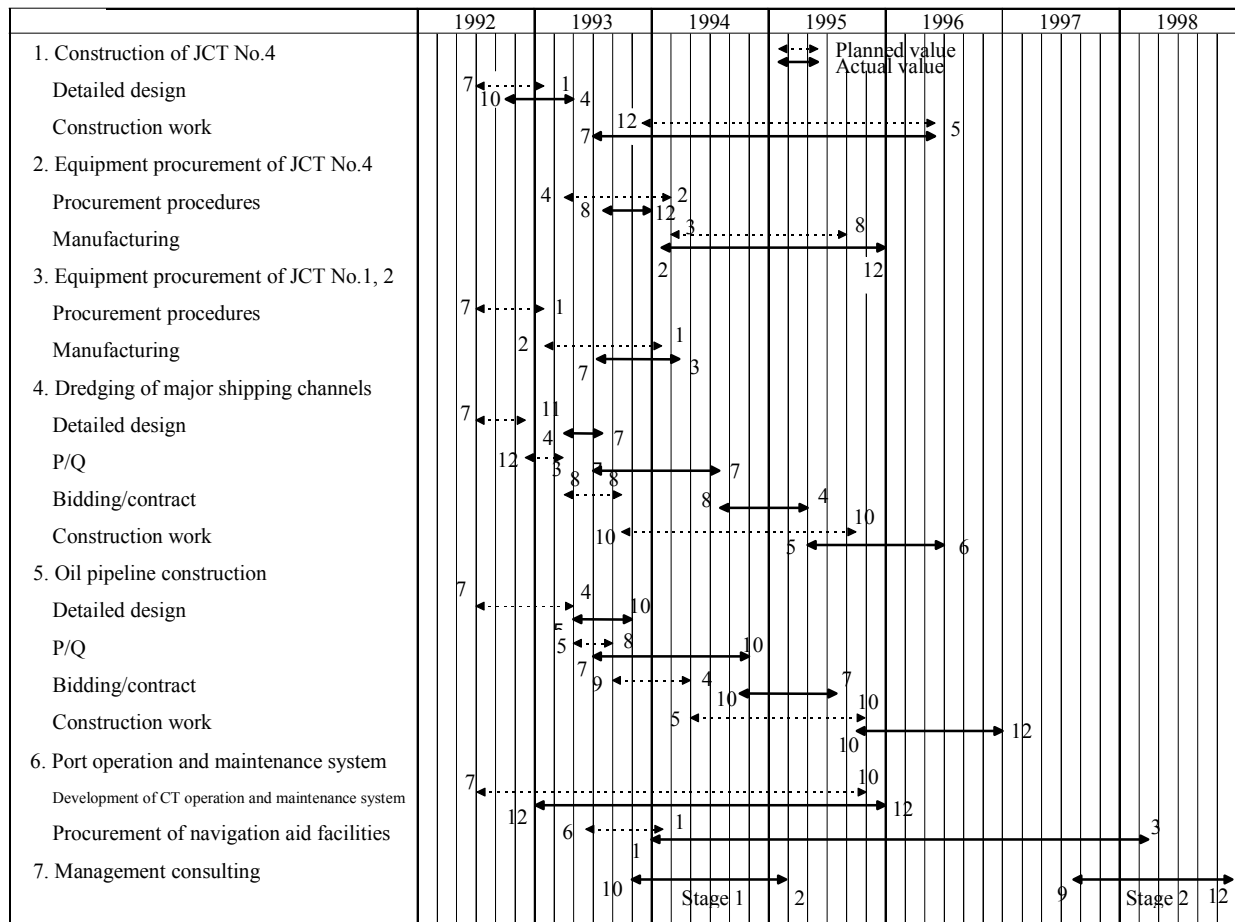 1992 1993 1994 1995 1996 1997 1998
1. Construction of JCT No.4
Planned value
Actual value
7 1
Detailed design
10 4
12
Construction work
7 5
2. Equipment procurement of JCT No.4
4 2
Procurement procedures
8 12
3 8
Manufacturing
2 12
3. Equipment procurement of JCT No.1, 2
7 1
Procurement procedures
2 1
Manufacturing
7 3
4. Dredging of major shipping channels
7 11
Detailed design
4 7
P/Q
12 3 7 7
8 8
Bidding/contract
8 4
10 10
Construction work
5 6
5. Oil pipeline construction
7 4
Detailed design
10
5
5 8
P/Q
7 10
9 4
Bidding/contract
10 7
5 10
Construction work
10 12
6. Port operation and maintenance system
7 10
Development of CT operation and maintenance system
12 12
6 1
Procurement of navigation aid facilities
1 3
7. Management consulting
10 Stage 1 2 9 Stage 2 12